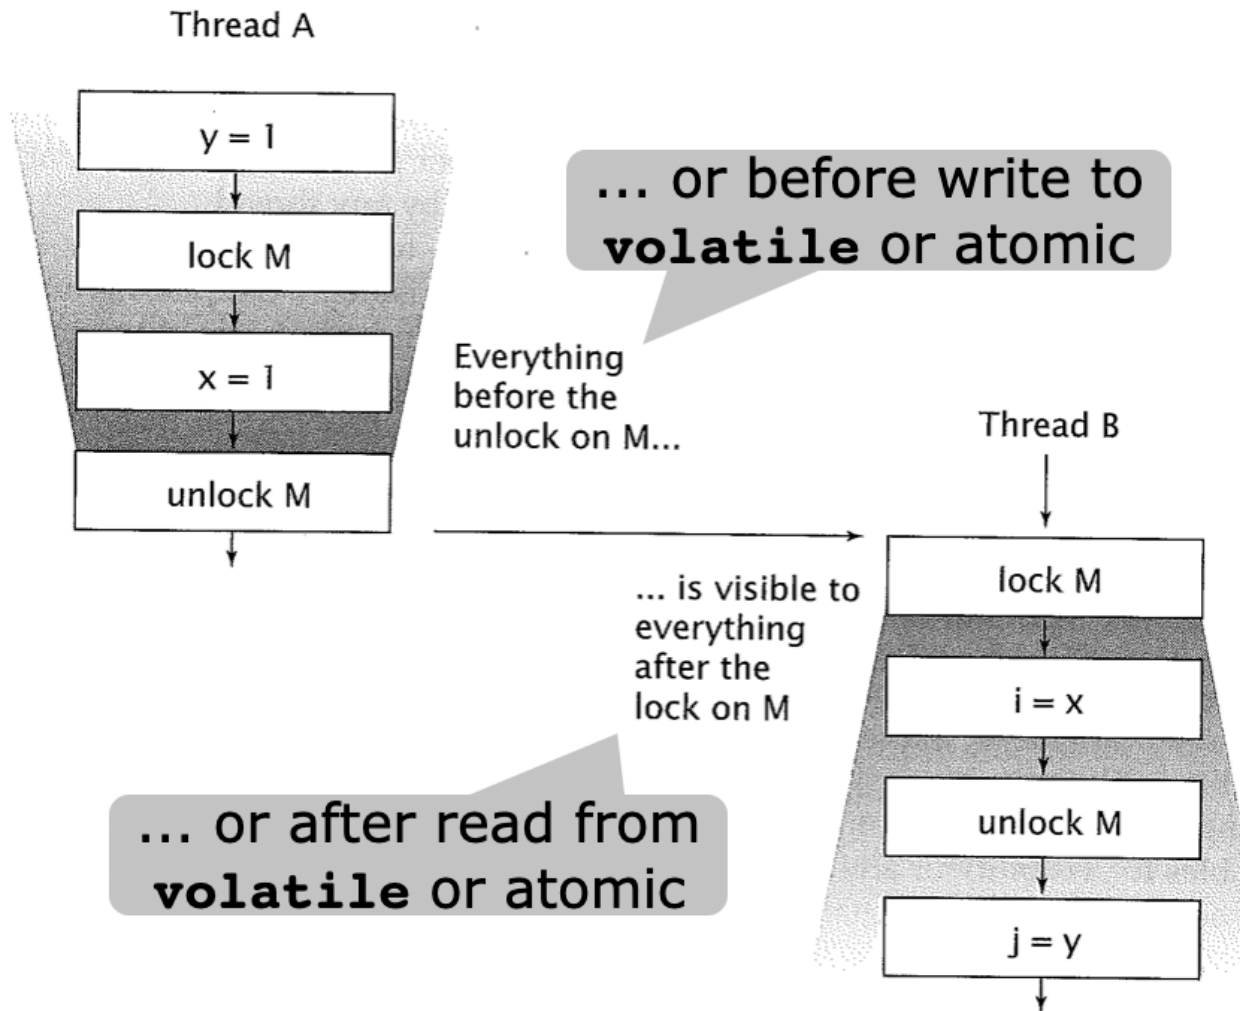 Thread A
y = 1
lock M
x = 1
unlock M
... or before write to
volatile or atomic
Everything
before the
unlock on M...
Thread B
... is visible to
everything
after the
lock on M
lock M
i = x
unlock M
j = y
... or after read from
volatile or atomic